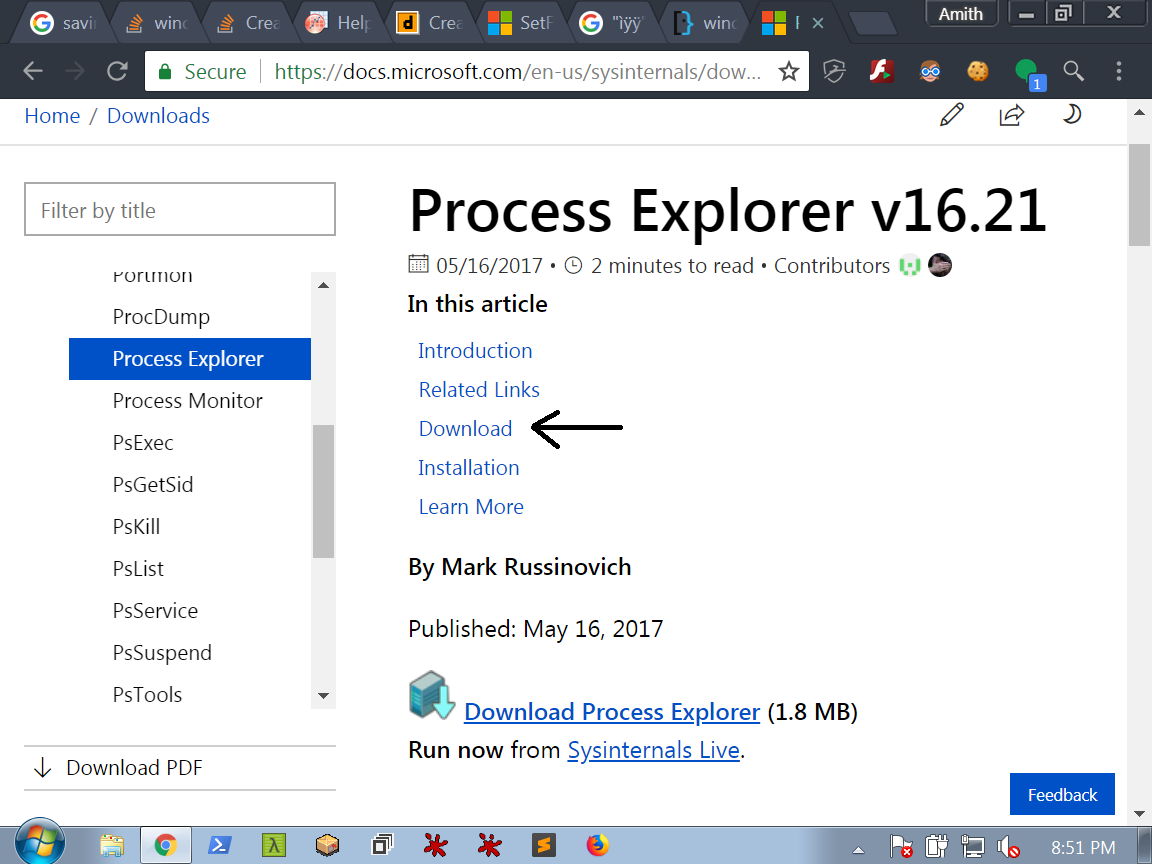 savi
wind
Crea
Help
Crea
SetF
"ìÿÿ
wind
Amith
Secure
https://docs.microsoft.com/en-us/sysinternals/dow...
1
Home / Downloads
Filter by title
Portmon
ProcDump
Process Explorer
Process Monitor
PsExec
PsGetSid
PsKill
PsList
PsService
PsSuspend
PsTools
Download PDF
Process Explorer v16.21
05/16/2017 • 2 minutes to read • Contributors
In this article
Introduction
Related Links
Download
Installation
Learn More
By Mark Russinovich
Published: May 16, 2017
Download Process Explorer (1.8 MB)
Run now from Sysinternals Live.
Feedback
8:51 PM